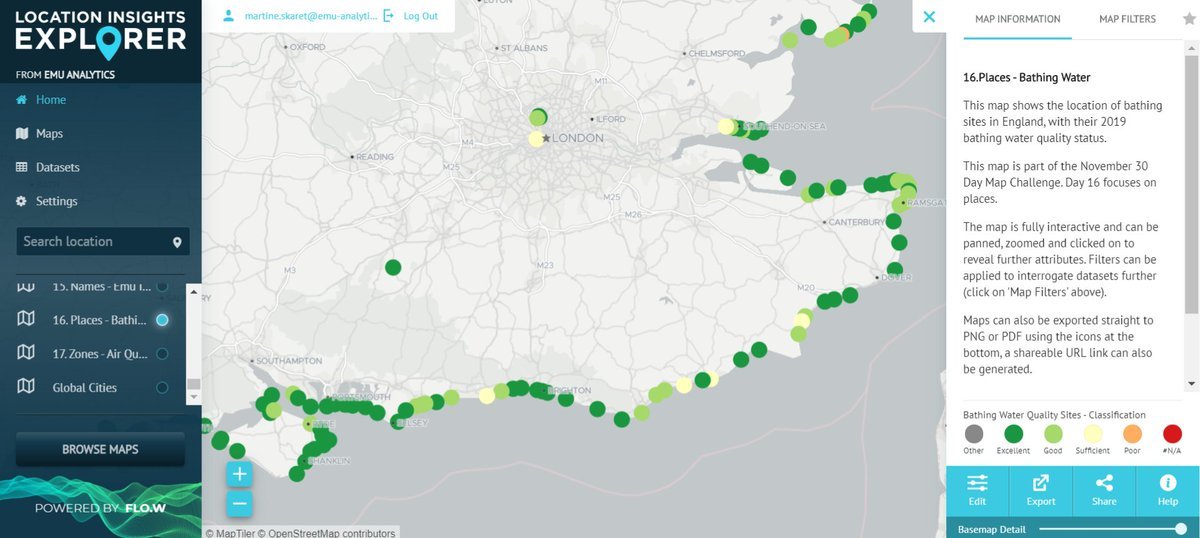 LOCATION INSIGHTS
EXPLORER
FROM EMU ANALYTICS
Home
Maps
Datasets
Settings
Search location
15. Names - Emu I...
16. Places - Bathi...
17. Zones - Air Qu...
Global Cities
BROWSE MAPS
POWERED BY FLO.W
martine.skaret@emu-analyti...
Log Out
OXFORD
LUTON
ST ALBANS
CHELMSFORD
M11
ILFORD
LONDON
SOUTHEND-ON-SEA
READING
M4
M25
M25
M26
RAMSGAT
CANTERBURY
M3
M23
DOVER
M20
SOUTHAMPTON
PORTSMOUTH
BRIGHTON
RYDE
SELSEY
SHANKLIN
+
−
© MapTiler © OpenStreetMap contributors
MAP INFORMATION
MAP FILTERS
16.Places - Bathing Water
This map shows the location of bathing
sites in England, with their 2019
bathing water quality status.
This map is part of the November 30
Day Map Challenge. Day 16 focuses on
places.
The map is fully interactive and can be
panned, zoomed and clicked on to
reveal further attributes. Filters can be
applied to interrogate datasets further
(click on 'Map Filters' above).
Maps can also be exported straight to
PNG or PDF using the icons at the
bottom, a shareable URL link can also
be generated.
Bathing Water Quality Sites - Classification
Other Excellent Good Sufficient Poor #N/A
Edit Export Share Help
Basemap Detail